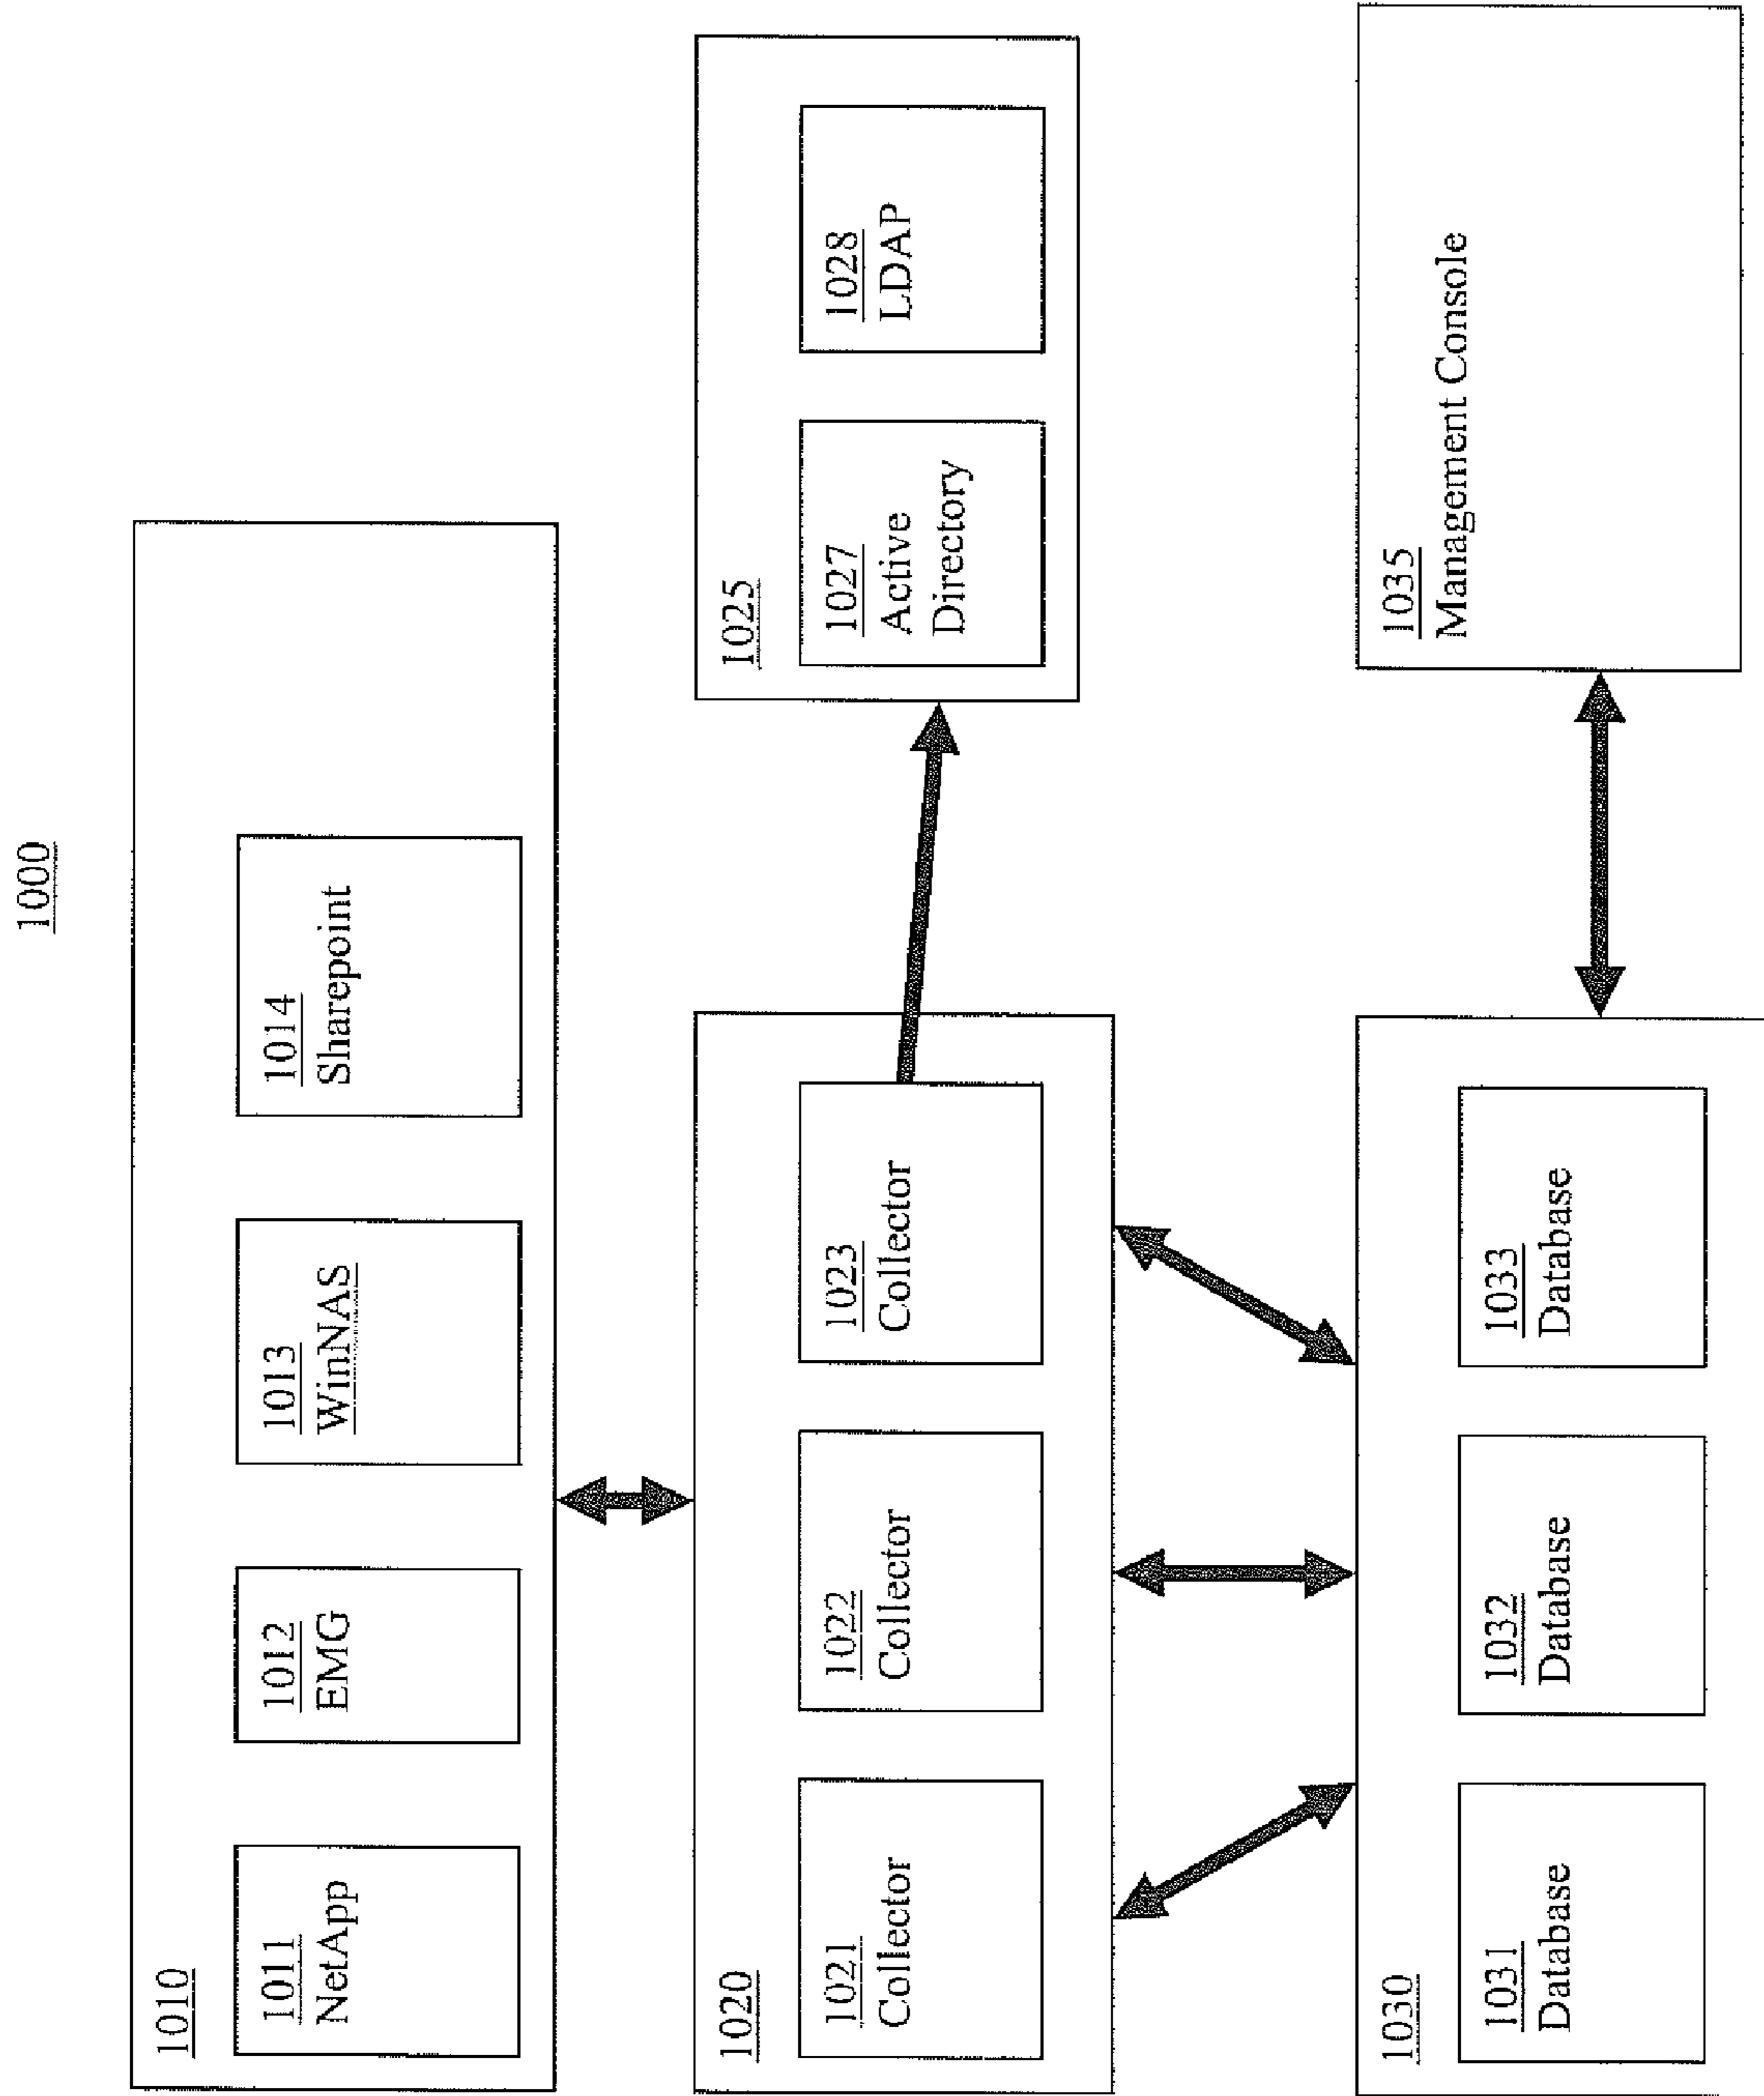 1000
1010
1011
NetApp
1012
EMG
1013
WinNAS
1014
Sharepoint
1020
1021
Collector
1022
Collector
1023
Collector
1025
1027
Active
Directory
1028
LDAP
1030
1031
Database
1032
Database
1033
Database
1035
Management Console